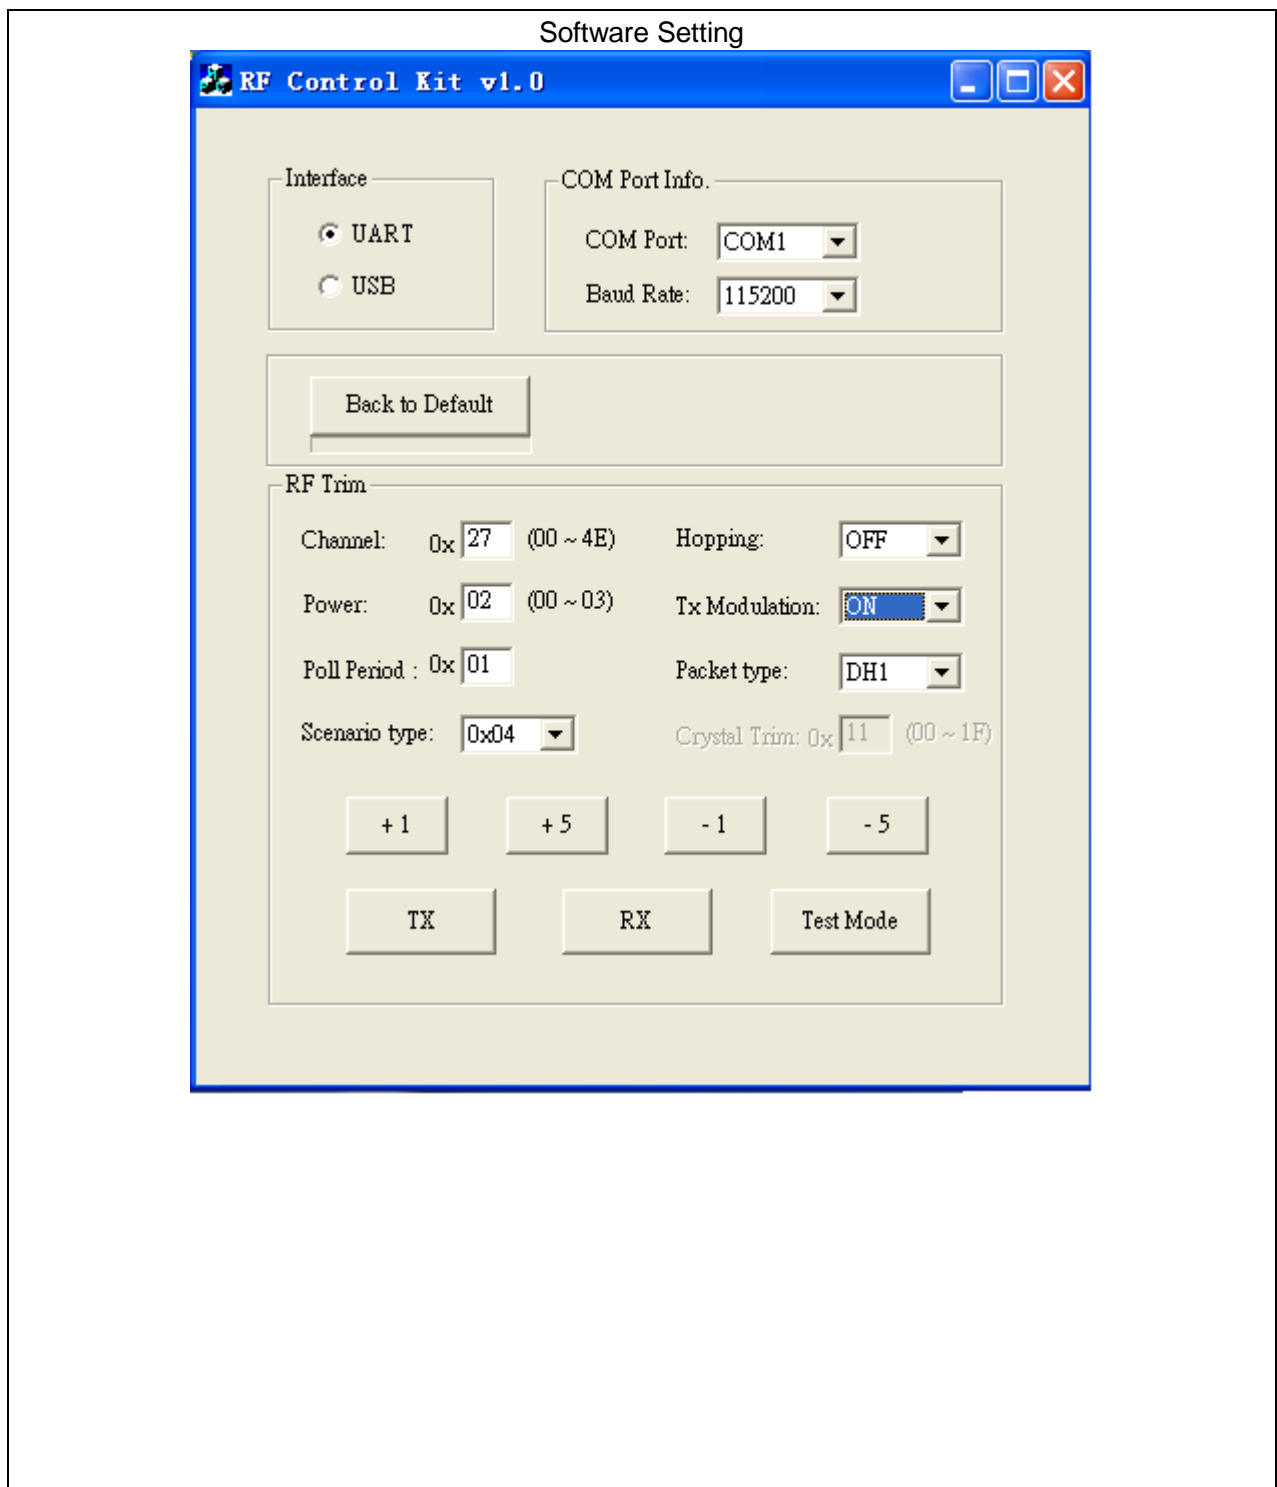 Software Setting
RF Control Kit v1.0
Interface
UART
USB
COM Port Info.
COM Port: COM1
Baud Rate: 115200
Back to Default
RF Trim
Channel: 0x 27 (00 ~ 4E) Hopping: OFF
Power: 0x 02 (00 ~ 03) Tx Modulation: ON
Poll Period : 0x 01 Packet type: DH1
Scenario type: 0x04 Crystal Trim: 0x 11 (00 ~ 1F)
+ 1 + 5 - 1 - 5
TX RX Test Mode